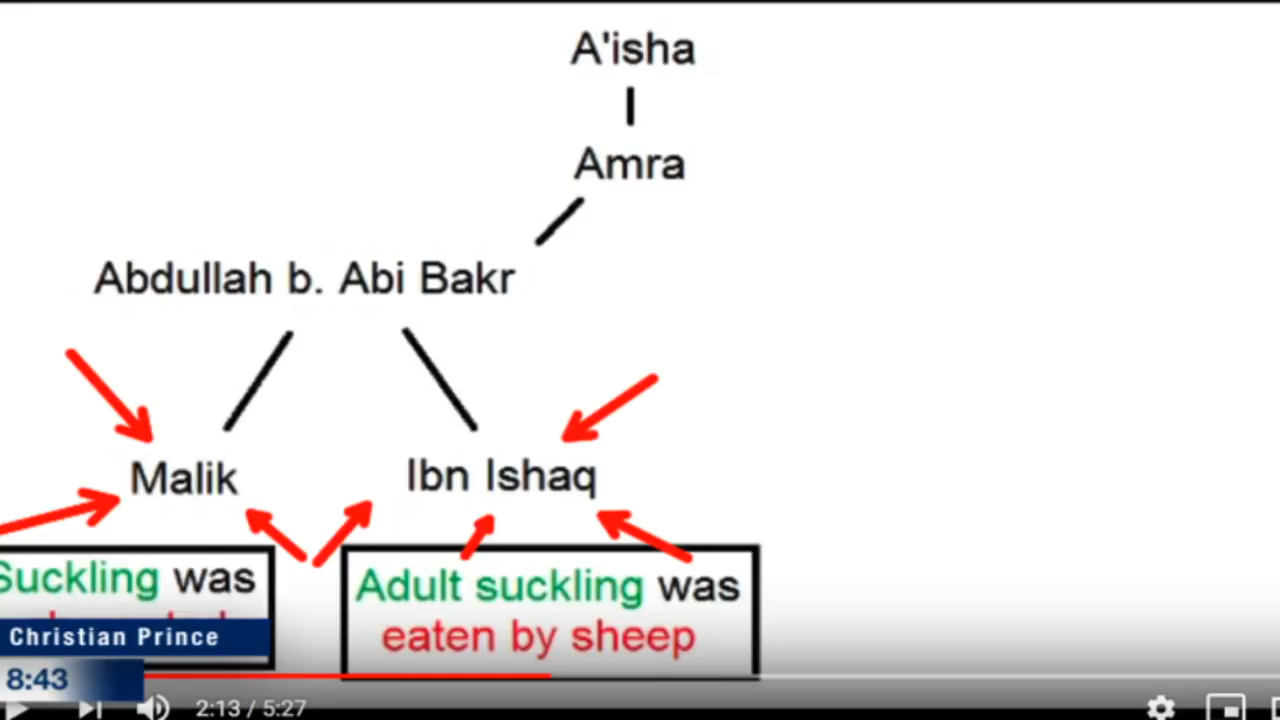 A'isha
Amra
Abdullah b. Abi Bakr
Malik
Ibn Ishaq
Suckling was
Adult suckling was
eaten by sheep
Christian Prince
8:43
2:13 / 5:27